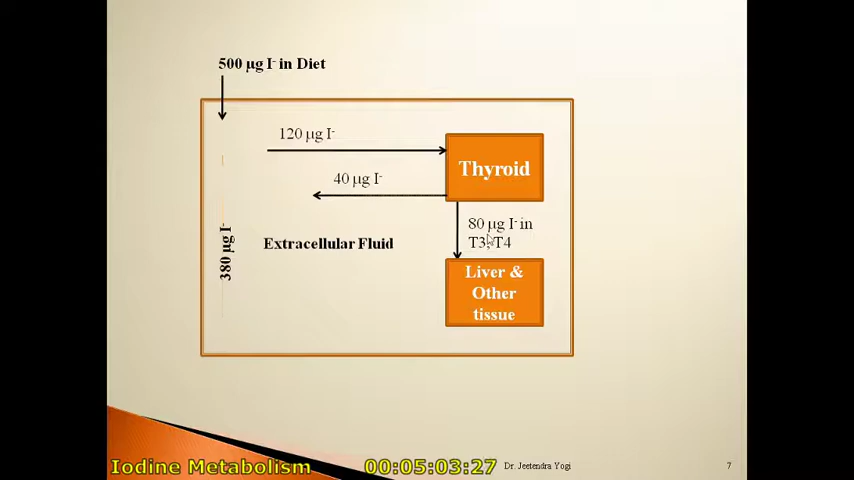 500 µg I⁻ in Diet
120 µg I⁻
Thyroid
40 µg I⁻
380 µg I⁻
80 µg I⁻ in
T3, T4
Extracellular Fluid
Liver &
Other
tissue
Iodine Metabolism
00:05:03:27
Dr. Jeetendra Yogi
7